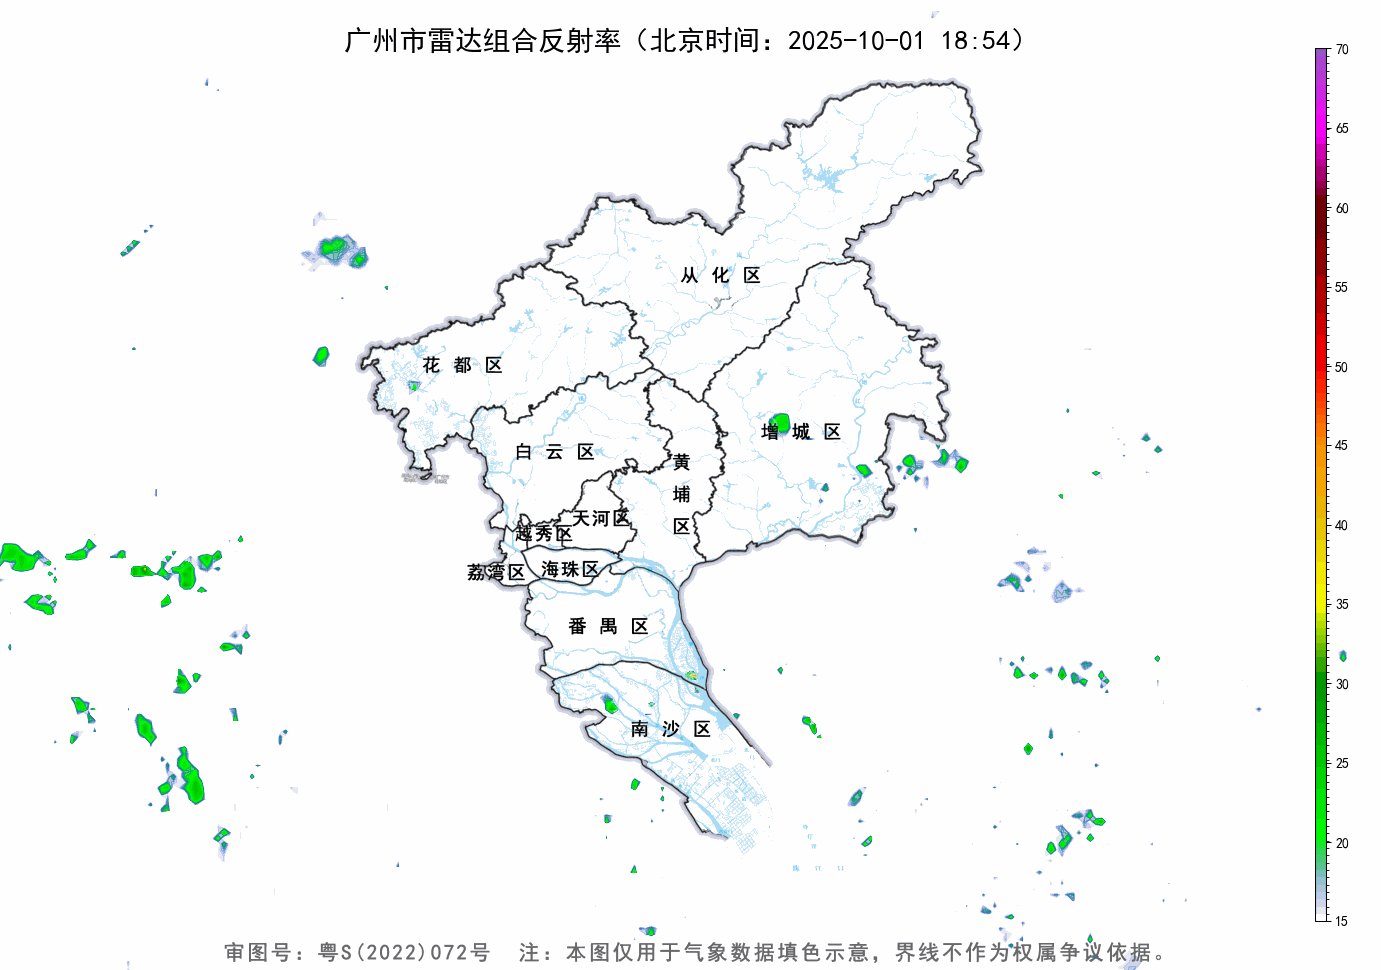 广州市雷达组合反射率（北京时间：2025-10-01 18:54）
70
65
60
55
50
45
40
35
30
25
20
15
从化区
花都区
增城区
白云区
黄埔区
天河区
越秀区
荔湾区
海珠区
番禺区
南沙区
审图号：粤S(2022)072号 注：本图仅用于气象数据填色示意，界线不作为权属争议依据。